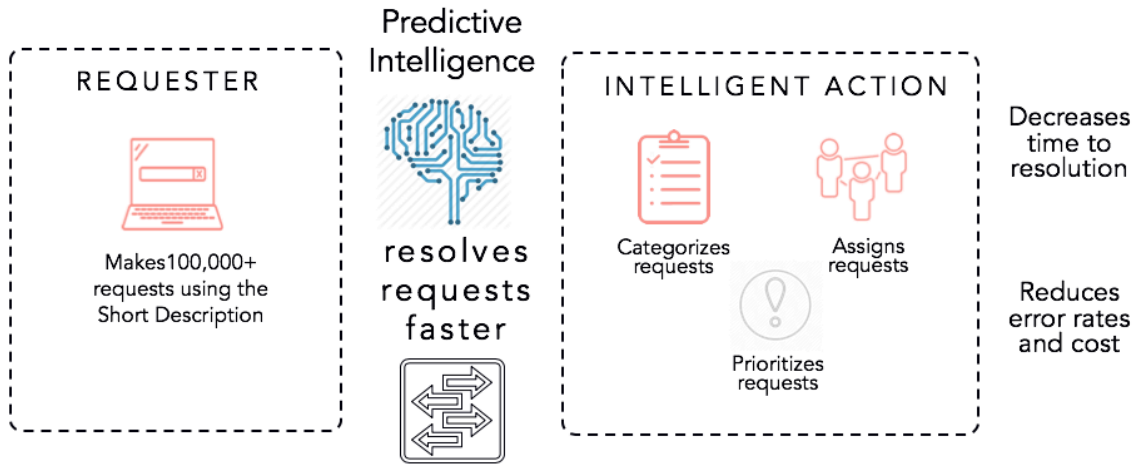 REQUESTER
Makes100,000+
requests using the
Short Description
Predictive
Intelligence
resolves
requests
faster
INTELLIGENT ACTION
Categorizes
requests
Assigns
requests
Prioritizes
requests
Decreases
time to
resolution
Reduces
error rates
and cost